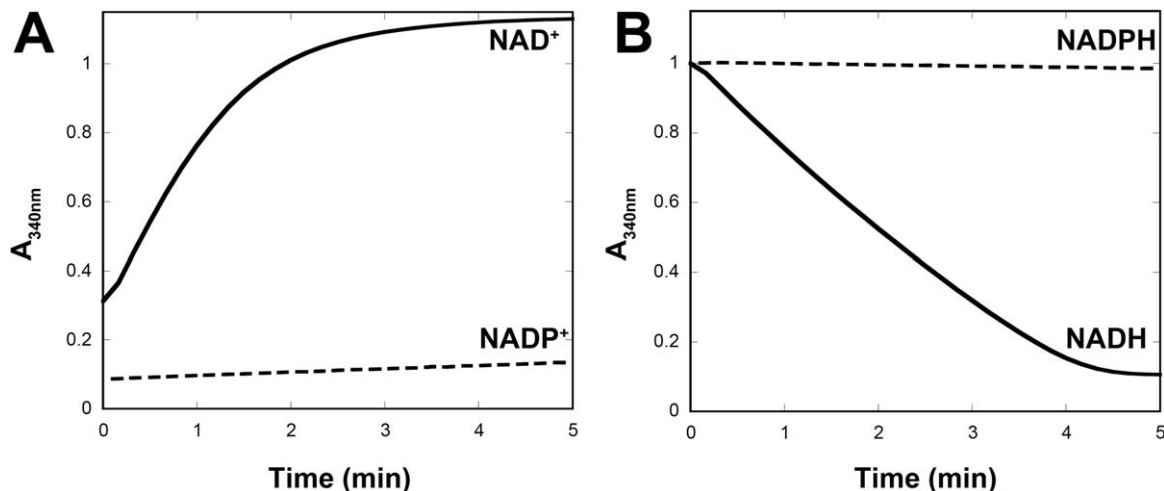 A
NAD⁺
NADP⁺
A₃₄₀ₙₘ
1
0.8
0.6
0.4
0.2
0
0 1 2 3 4 5
Time (min)
B
NADPH
NADH
A₃₄₀ₙₘ
1
0.8
0.6
0.4
0.2
0
0 1 2 3 4 5
Time (min)